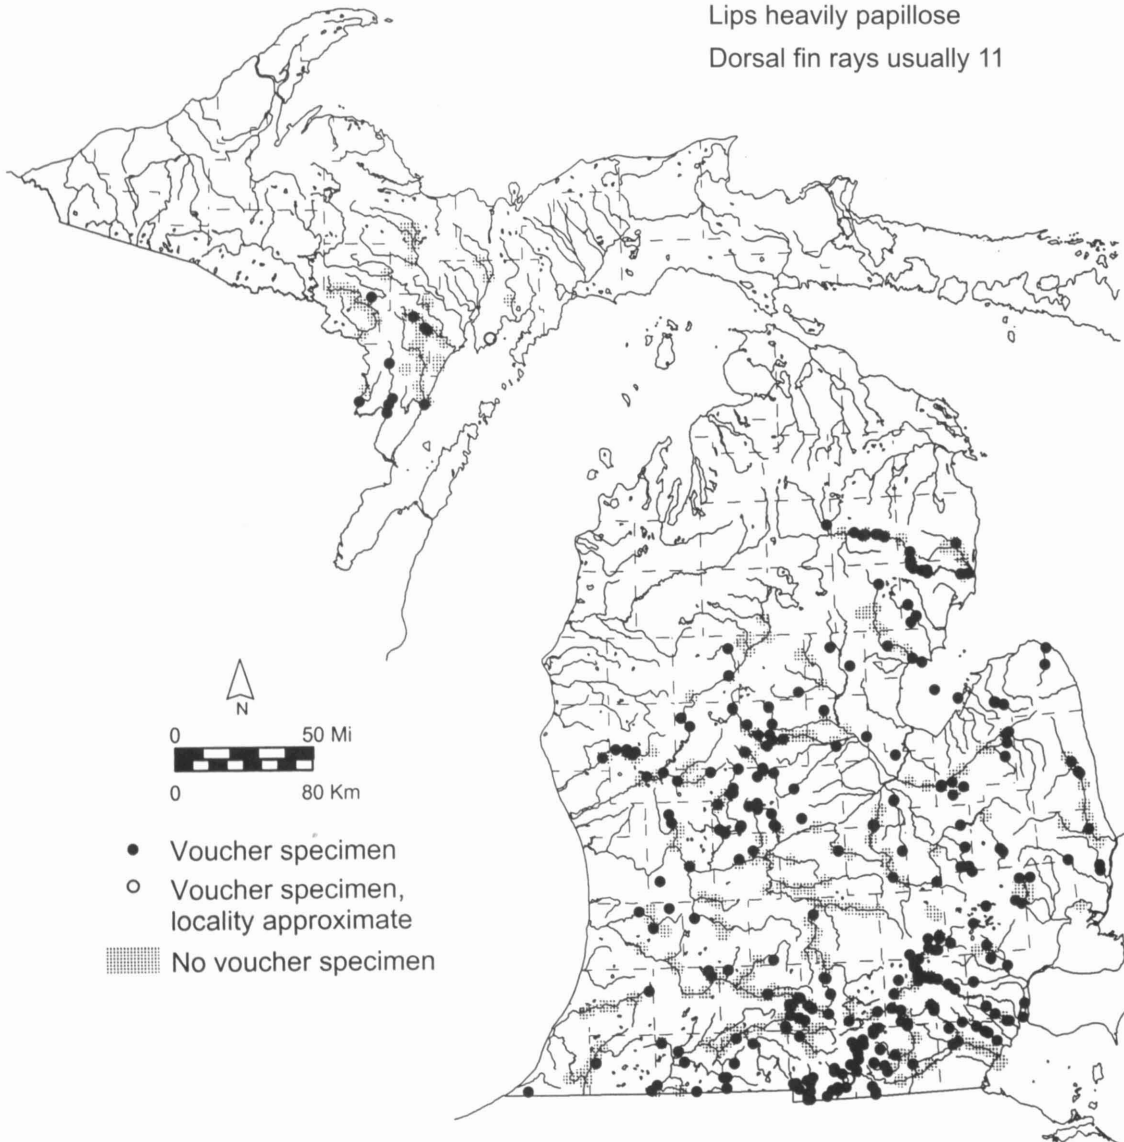 Lips heavily papillose
Dorsal fin rays usually 11
N
0 50 Mi
0 80 Km
Voucher specimen
Voucher specimen,
locality approximate
No voucher specimen